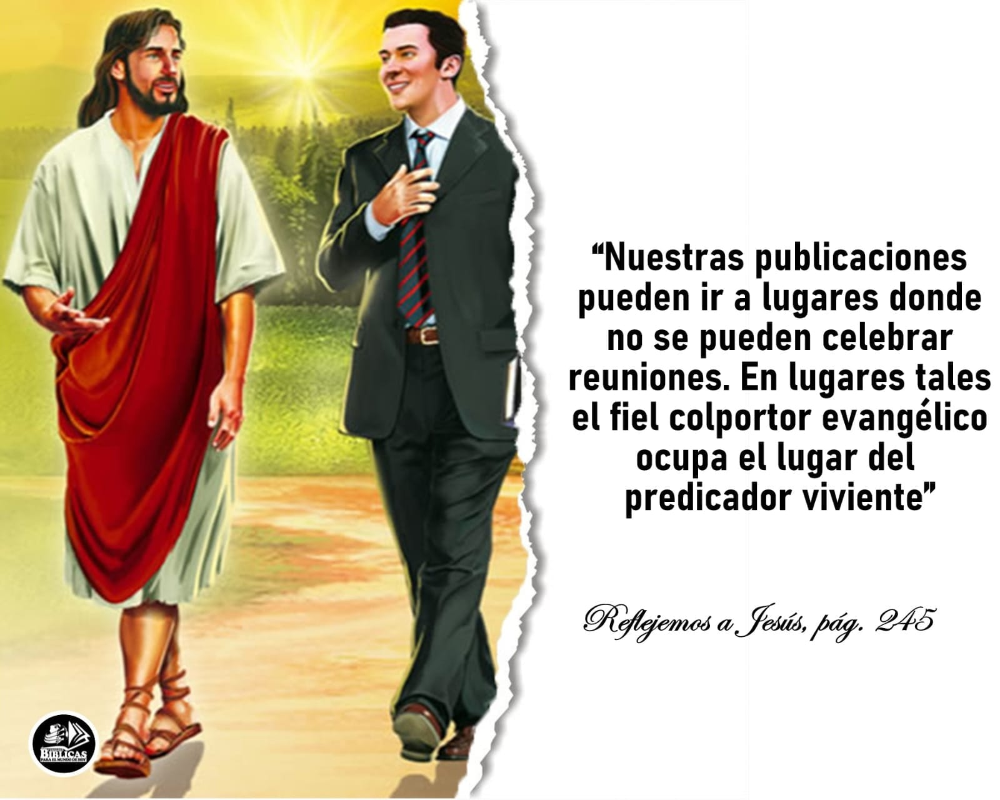 “Nuestras publicaciones
pueden ir a lugares donde
no se pueden celebrar
reuniones. En lugares tales
el fiel colportor evangélico
ocupa el lugar del
predicador viviente”
Reflejemos a Jesús, pág. 245
BÍBLICAS
PARA EL MUNDO DE HOY